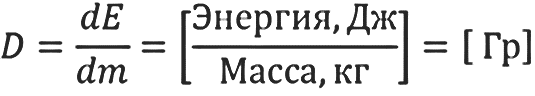 D = dE/dm = [Энергия, Дж / Масса, кг] = [ Гр]